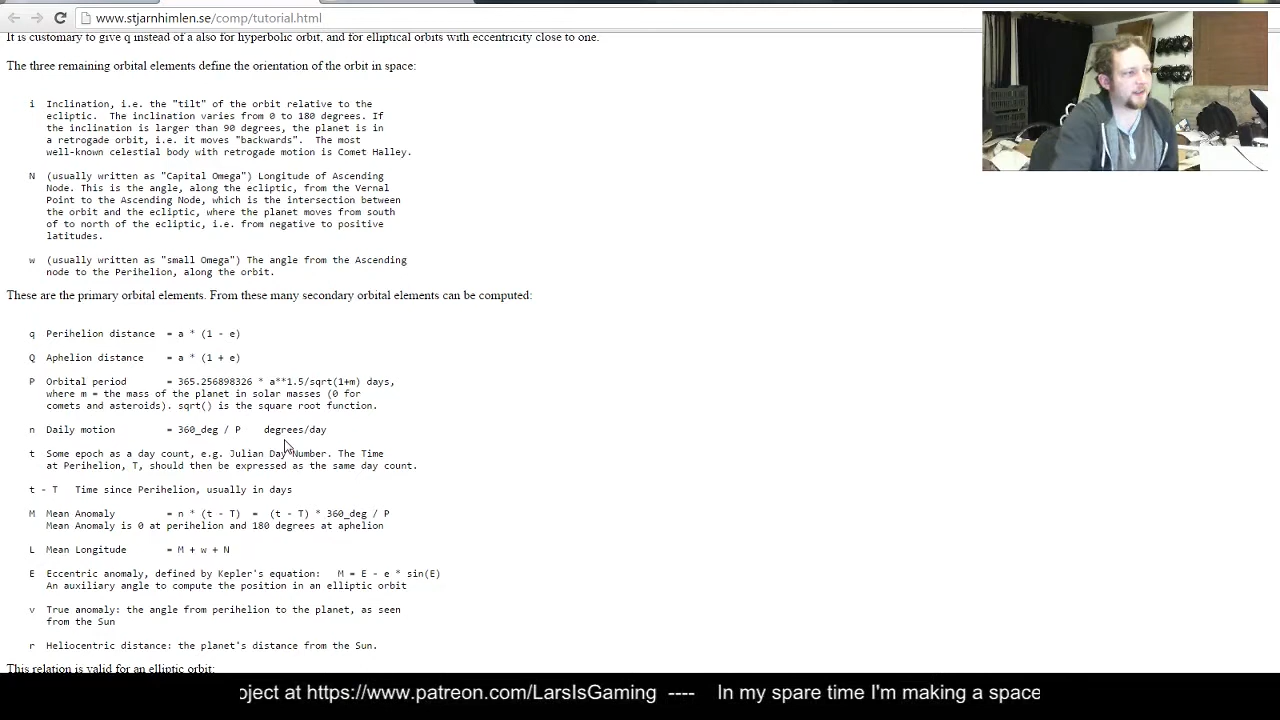 www.stjarnhimlen.se/comp/tutorial.html
It is customary to give q instead of a also for hyperbolic orbit, and for elliptical orbits with eccentricity close to one.
The three remaining orbital elements define the orientation of the orbit in space:
i Inclination, i.e. the "tilt" of the orbit relative to the
ecliptic. The inclination varies from 0 to 180 degrees. If
the inclination is larger than 90 degrees, the planet is in
a retrogade orbit, i.e. it moves "backwards". The most
well-known celestial body with retrogade motion is Comet Halley.
N (usually written as "Capital Omega") Longitude of Ascending
Node. This is the angle, along the ecliptic, from the Vernal
Point to the Ascending Node, which is the intersection between
the orbit and the ecliptic, where the planet moves from south
of to north of the ecliptic, i.e. from negative to positive
latitudes.
w (usually written as "small Omega") The angle from the Ascending
node to the Perihelion, along the orbit.
These are the primary orbital elements. From these many secondary orbital elements can be computed:
q Perihelion distance = a * (1 - e)
Q Aphelion distance = a * (1 + e)
P Orbital period = 365.256898326 * a**1.5/sqrt(1+m) days,
where m = the mass of the planet in solar masses (0 for
comets and asteroids). sqrt() is the square root function.
n Daily motion = 360_deg / P degrees/day
t Some epoch as a day count, e.g. Julian Day Number. The Time
at Perihelion, T, should then be expressed as the same day count.
t - T Time since Perihelion, usually in days
M Mean Anomaly = n * (t - T) = (t - T) * 360_deg / P
Mean Anomaly is 0 at perihelion and 180 degrees at aphelion
L Mean Longitude = M + w + N
E Eccentric anomaly, defined by Kepler's equation: M = E - e * sin(E)
An auxiliary angle to compute the position in an elliptic orbit
v True anomaly: the angle from perihelion to the planet, as seen
from the Sun
r Heliocentric distance: the planet's distance from the Sun.
This relation is valid for an elliptic orbit:
oject at https://www.patreon.com/LarsIsGaming ---- In my spare time I'm making a space